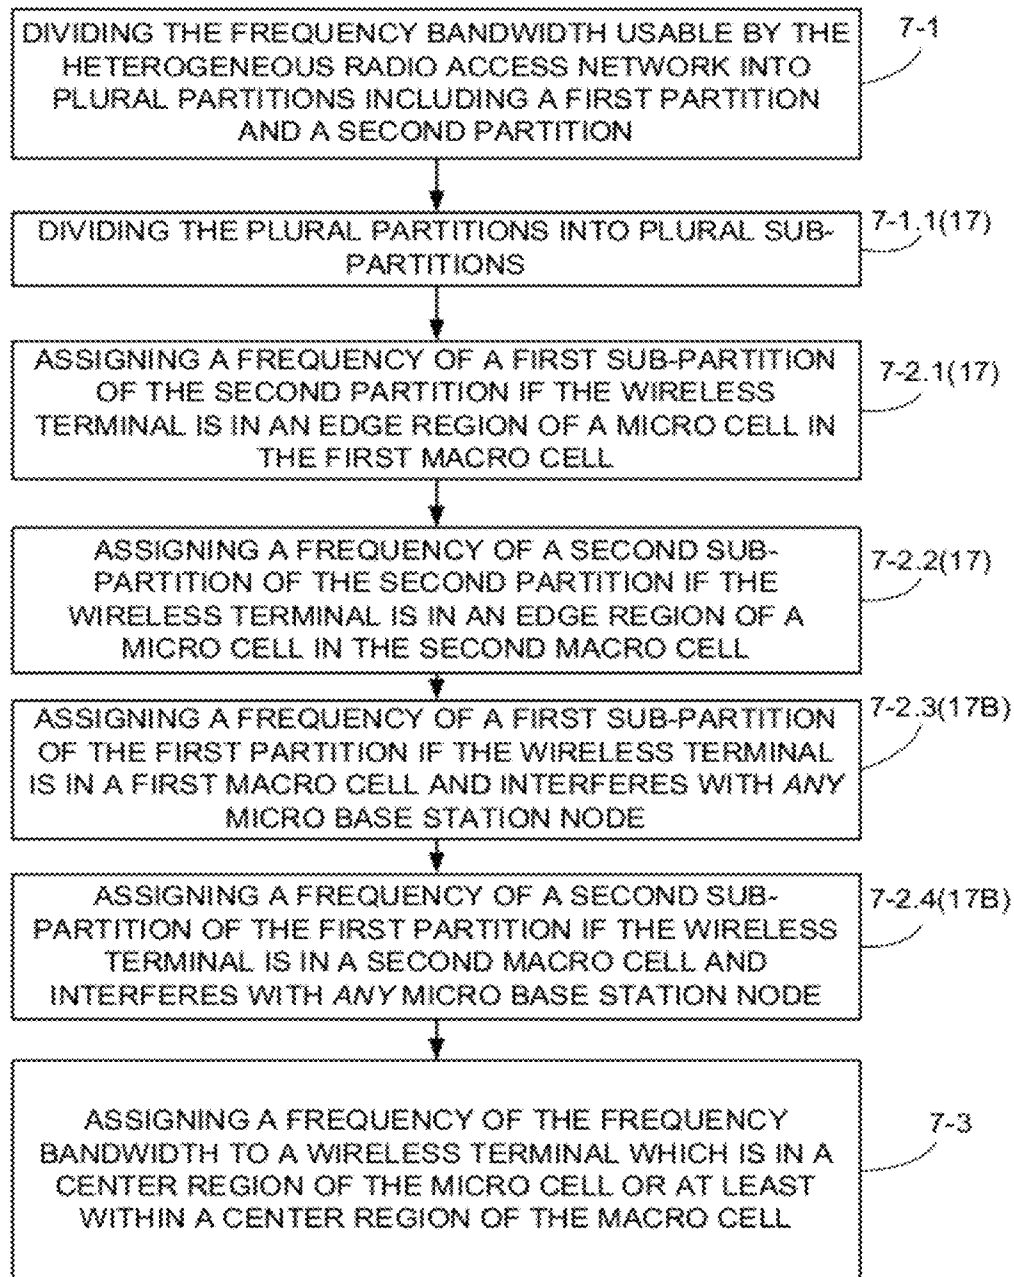 DIVIDING THE FREQUENCY BANDWIDTH USABLE BY THE
HETEROGENEOUS RADIO ACCESS NETWORK INTO
PLURAL PARTITIONS INCLUDING A FIRST PARTITION
AND A SECOND PARTITION
7-1
DIVIDING THE PLURAL PARTITIONS INTO PLURAL SUB-
PARTITIONS
7-1.1(17)
ASSIGNING A FREQUENCY OF A FIRST SUB-PARTITION
OF THE SECOND PARTITION IF THE WIRELESS
TERMINAL IS IN AN EDGE REGION OF A MICRO CELL IN
THE FIRST MACRO CELL
7-2.1(17)
ASSIGNING A FREQUENCY OF A SECOND SUB-
PARTITION OF THE SECOND PARTITION IF THE
WIRELESS TERMINAL IS IN AN EDGE REGION OF A
MICRO CELL IN THE SECOND MACRO CELL
7-2.2(17)
ASSIGNING A FREQUENCY OF A FIRST SUB-PARTITION
OF THE FIRST PARTITION IF THE WIRELESS TERMINAL
IS IN A FIRST MACRO CELL AND INTERFERES WITH ANY
MICRO BASE STATION NODE
7-2.3(17B)
ASSIGNING A FREQUENCY OF A SECOND SUB-
PARTITION OF THE FIRST PARTITION IF THE WIRELESS
TERMINAL IS IN A SECOND MACRO CELL AND
INTERFERES WITH ANY MICRO BASE STATION NODE
7-2.4(17B)
ASSIGNING A FREQUENCY OF THE FREQUENCY
BANDWIDTH TO A WIRELESS TERMINAL WHICH IS IN A
CENTER REGION OF THE MICRO CELL OR AT LEAST
WITHIN A CENTER REGION OF THE MACRO CELL
7-3